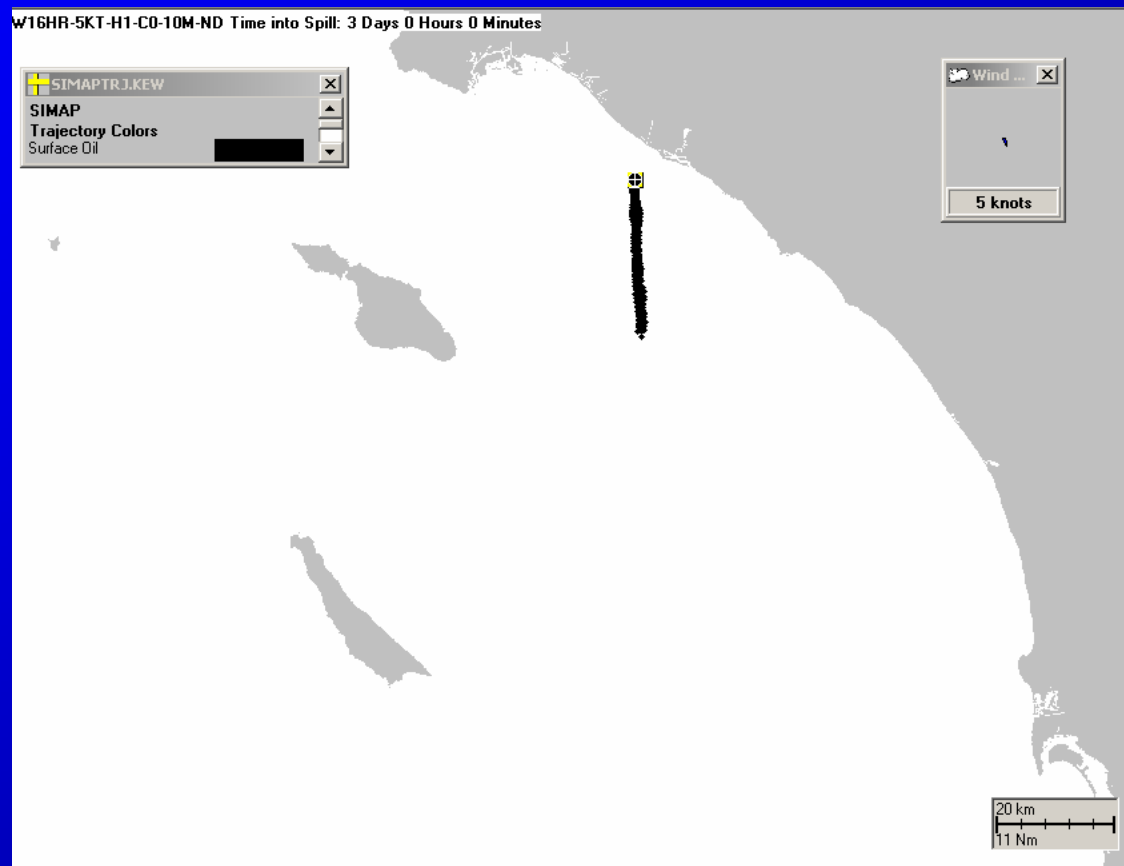 W16HR-5KT-H1-C0-10M-ND Time into Spill: 3 Days 0 Hours 0 Minutes
SIMAPTRJ.KEW
SIMAP
Trajectory Colors
Surface Oil
Wind ...
5 knots
20 km
11 Nm